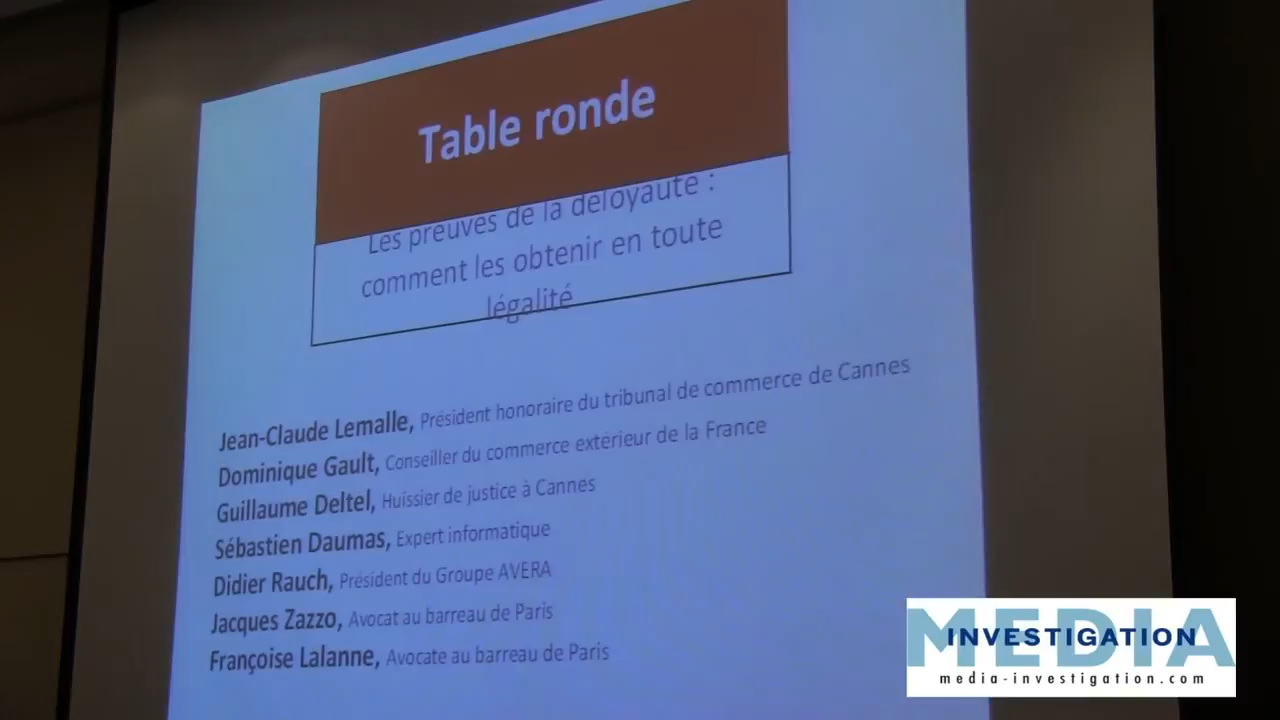 Table ronde
Les preuves de la déloyauté :
comment les obtenir en toute
légalité
Jean-Claude Lemalle, Président honoraire du tribunal de commerce de Cannes
Dominique Gault, Conseiller du commerce extérieur de la France
Guillaume Deltel, Huissier de justice à Cannes
Sébastien Daumas, Expert informatique
Didier Rauch, Président du Groupe AVERA
Jacques Zazzo, Avocat au barreau de Paris
Françoise Lalanne, Avocate au barreau de Paris
MEDIA
INVESTIGATION
media-investigation.com